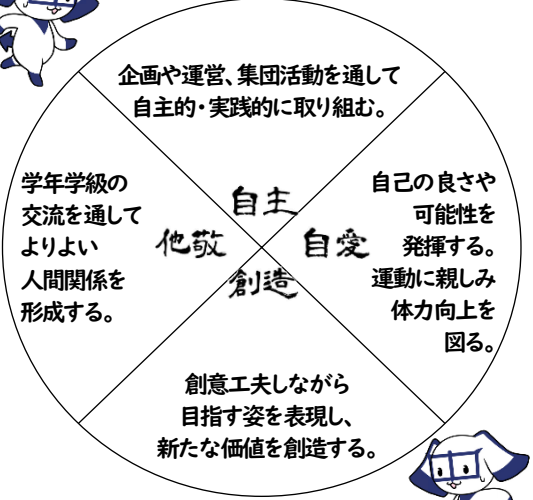 企画や運営、集団活動を通して
自主的・実践的に取り組む。
自主
学年学級の
交流を通して
よりよい
人間関係を
形成する。
他敬
自愛
自己の良さや
可能性を
発揮する。
運動に親しみ
体力向上を
図る。
創造
創意工夫しながら
目指す姿を表現し、
新たな価値を創造する。